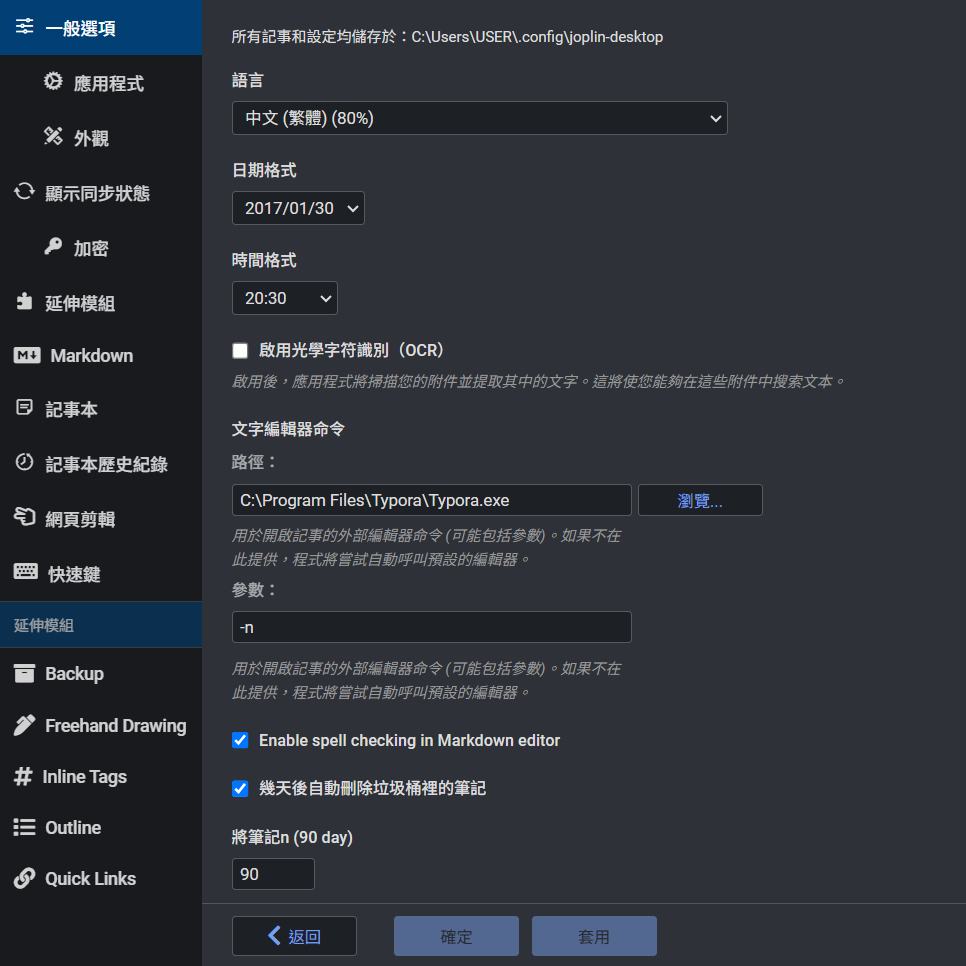 一般選項
應用程式
外觀
顯示同步狀態
加密
延伸模組
Markdown
記事本
記事本歷史紀錄
網頁剪輯
快速鍵
延伸模組
Backup
Freehand Drawing
Inline Tags
Outline
Quick Links
所有記事和設定均儲存於：C:\Users\USER\.config\joplin-desktop
語言
中文 (繁體) (80%)
日期格式
2017/01/30
時間格式
20:30
啟用光學字符識別（OCR）
啟用後，應用程式將掃描您的附件並提取其中的文字。這將使您能夠在這些附件中搜索文本。
文字編輯器命令
路徑：
C:\Program Files\Typora\Typora.exe
瀏覽...
用於開啟記事的外部編輯器命令 (可能包括參數)。如果不在
此提供，程式將嘗試自動呼叫預設的編輯器。
參數：
-n
用於開啟記事的外部編輯器命令 (可能包括參數)。如果不在
此提供，程式將嘗試自動呼叫預設的編輯器。
Enable spell checking in Markdown editor
幾天後自動刪除垃圾桶裡的筆記
將筆記n (90 day)
90
返回
確定
套用